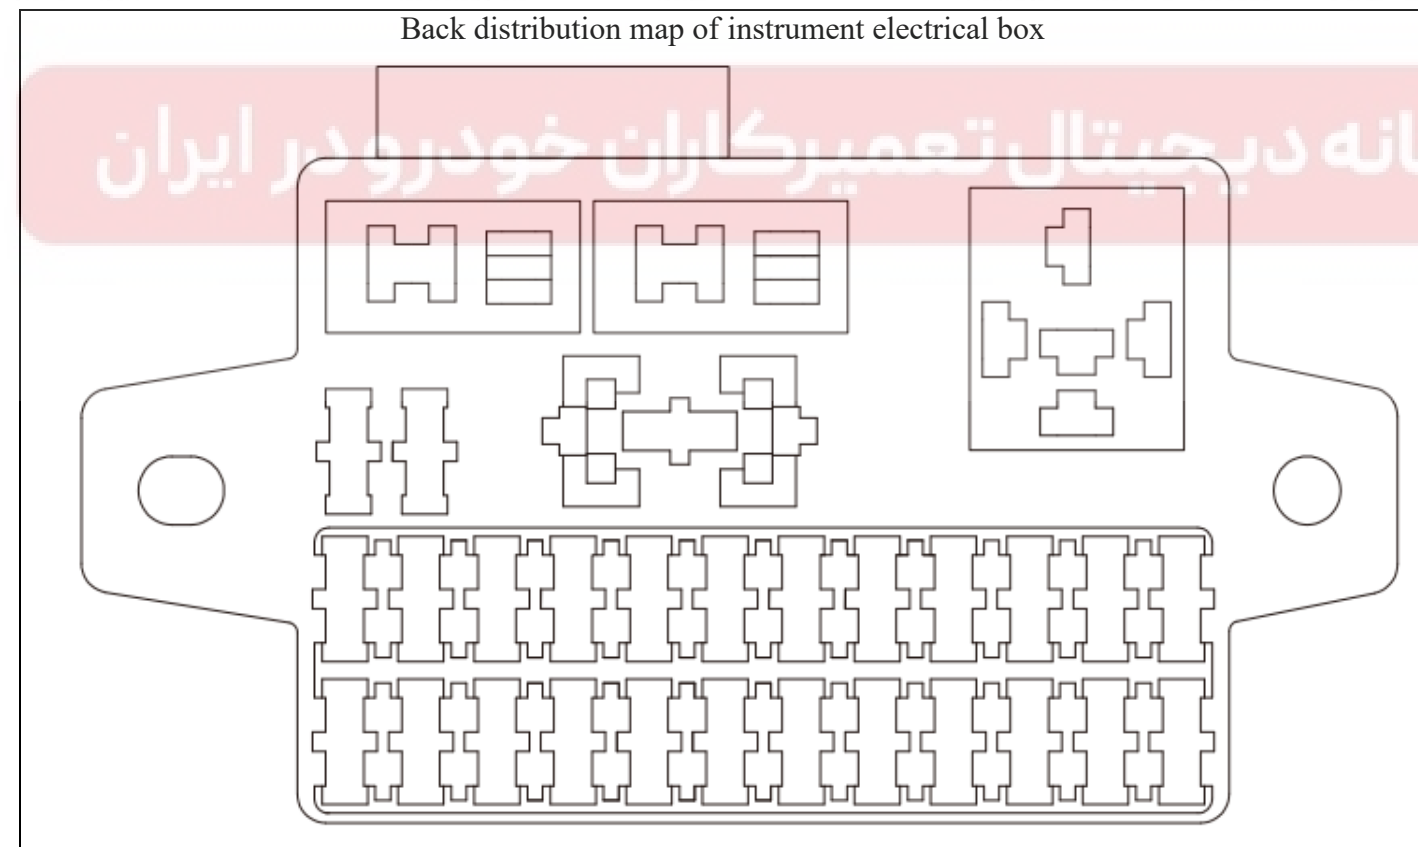 Back distribution map of instrument electrical box
دیجیتال تعمیرکاران خودرو در ایران